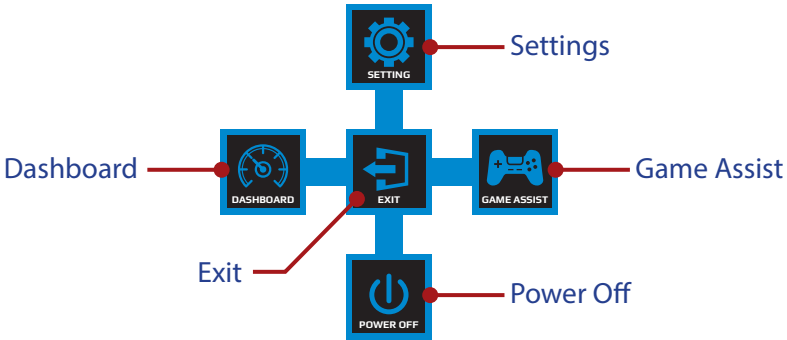 SETTING
Settings
Dashboard
DASHBOARD
EXIT
GAME ASSIST
Game Assist
Exit
POWER OFF
Power Off